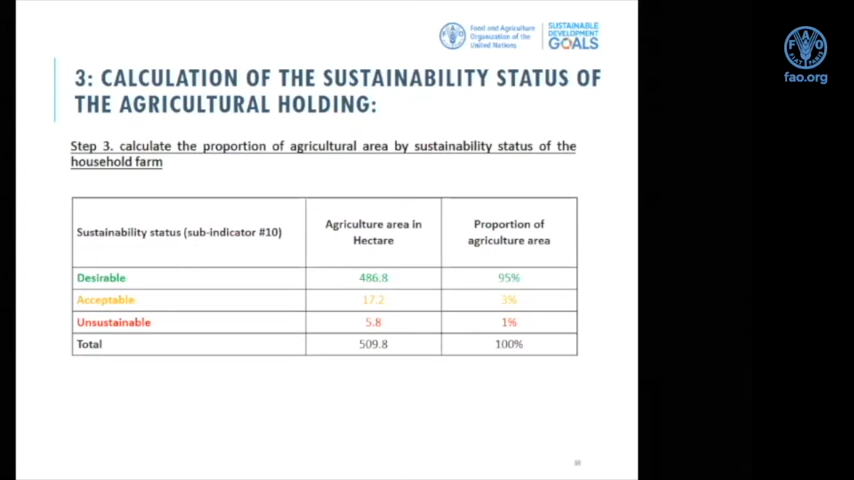 Food and Agriculture
Organization of the
United Nations
SUSTAINABLE
DEVELOPMENT
GOALS
FAO
FIAT PANIS
fao.org
3: CALCULATION OF THE SUSTAINABILITY STATUS OF
THE AGRICULTURAL HOLDING:
Step 3. calculate the proportion of agricultural area by sustainability status of the
household farm
Sustainability status (sub-indicator #10) Agriculture area in Hectare Proportion of agriculture area
Desirable 486.8 95%
Acceptable 17.2 3%
Unsustainable 5.8 1%
Total 509.8 100%